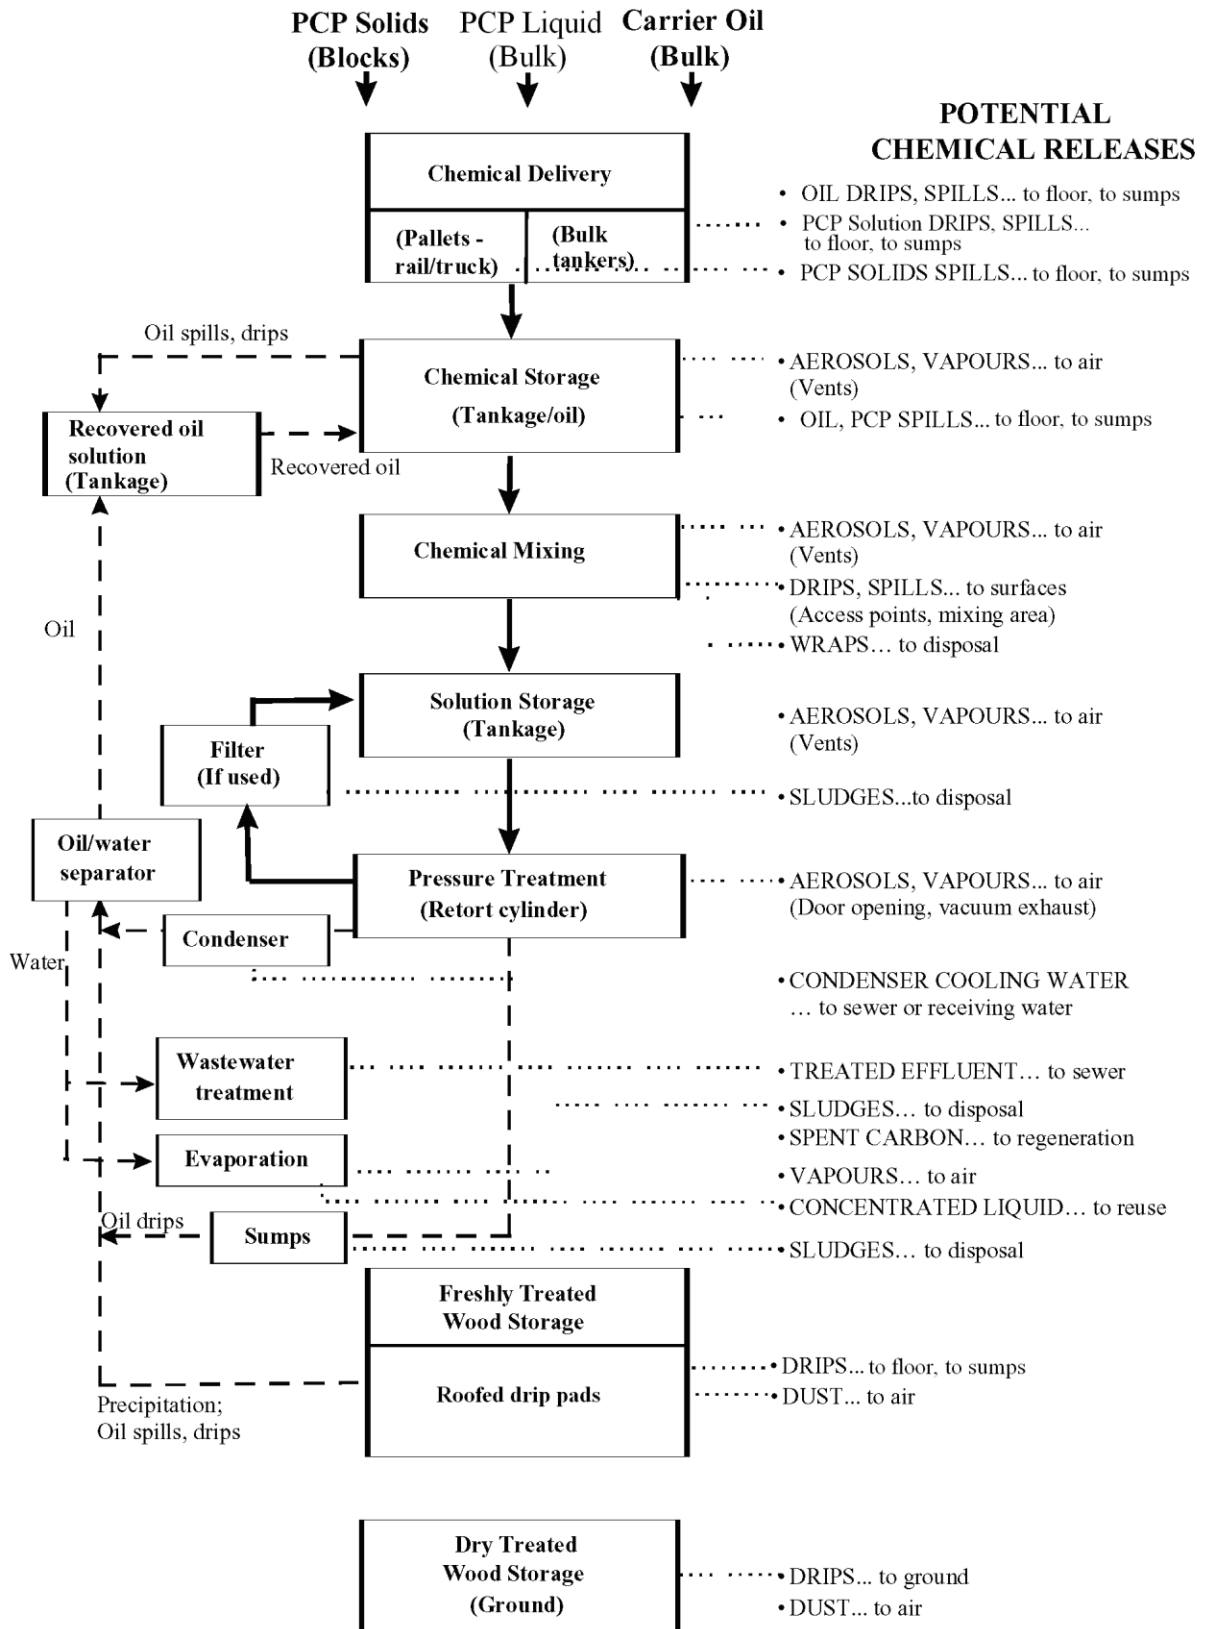 PCP Solids
(Blocks)
PCP Liquid
(Bulk)
Carrier Oil
(Bulk)
POTENTIAL
CHEMICAL RELEASES
Chemical Delivery
(Pallets -
rail/truck)
(Bulk
tankers)
• OIL DRIPS, SPILLS... to floor, to sumps
• PCP Solution DRIPS, SPILLS...
to floor, to sumps
• PCP SOLIDS SPILLS... to floor, to sumps
Oil spills, drips
Chemical Storage
(Tankage/oil)
• AEROSOLS, VAPOURS... to air
(Vents)
• OIL, PCP SPILLS... to floor, to sumps
Recovered oil
solution
(Tankage)
Recovered oil
Chemical Mixing
• AEROSOLS, VAPOURS... to air
(Vents)
• DRIPS, SPILLS... to surfaces
(Access points, mixing area)
• WRAPS... to disposal
Oil
Solution Storage
(Tankage)
• AEROSOLS, VAPOURS... to air
(Vents)
Filter
(If used)
• SLUDGES...to disposal
Oil/water
separator
Pressure Treatment
(Retort cylinder)
• AEROSOLS, VAPOURS... to air
(Door opening, vacuum exhaust)
Condenser
Water
• CONDENSER COOLING WATER
... to sewer or receiving water
Wastewater
treatment
• TREATED EFFLUENT... to sewer
• SLUDGES... to disposal
• SPENT CARBON... to regeneration
Evaporation
• VAPOURS... to air
• CONCENTRATED LIQUID... to reuse
Oil drips
Sumps
• SLUDGES... to disposal
Freshly Treated
Wood Storage
Roofed drip pads
• DRIPS... to floor, to sumps
• DUST... to air
Precipitation;
Oil spills, drips
Dry Treated
Wood Storage
(Ground)
• DRIPS... to ground
• DUST... to air